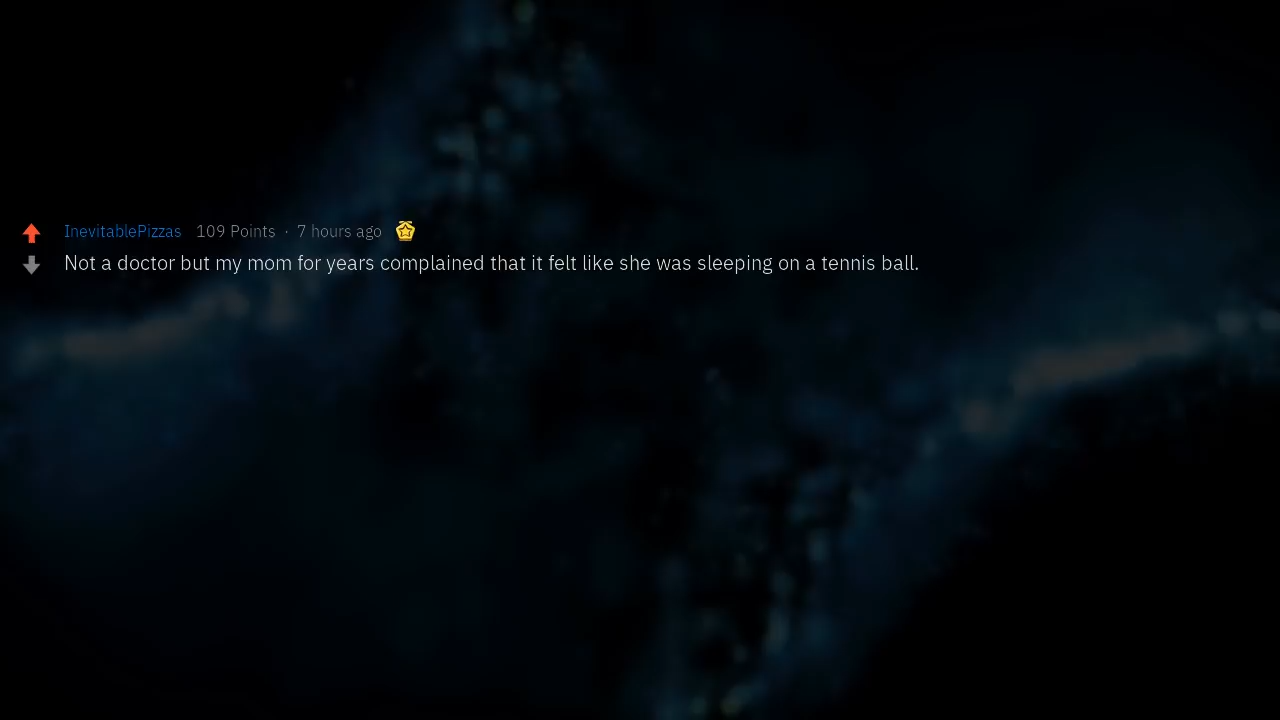 InevitablePizzas 109 Points · 7 hours ago
Not a doctor but my mom for years complained that it felt like she was sleeping on a tennis ball.